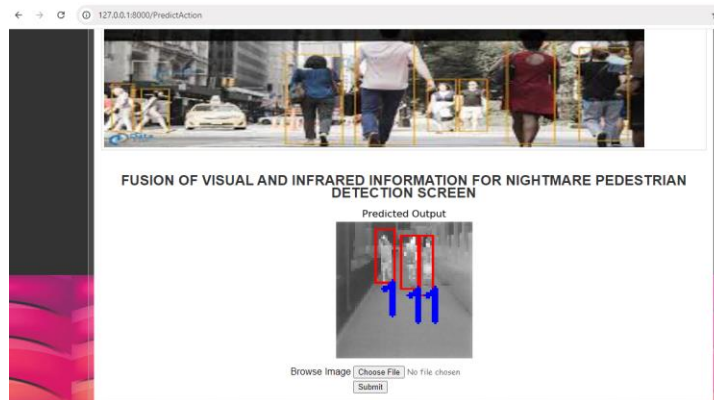 127.0.0.1:8000/PredictAction
FUSION OF VISUAL AND INFRARED INFORMATION FOR NIGHTMARE PEDESTRIAN
DETECTION SCREEN
Predicted Output
1 1 1
Browse Image Choose File No file chosen
Submit